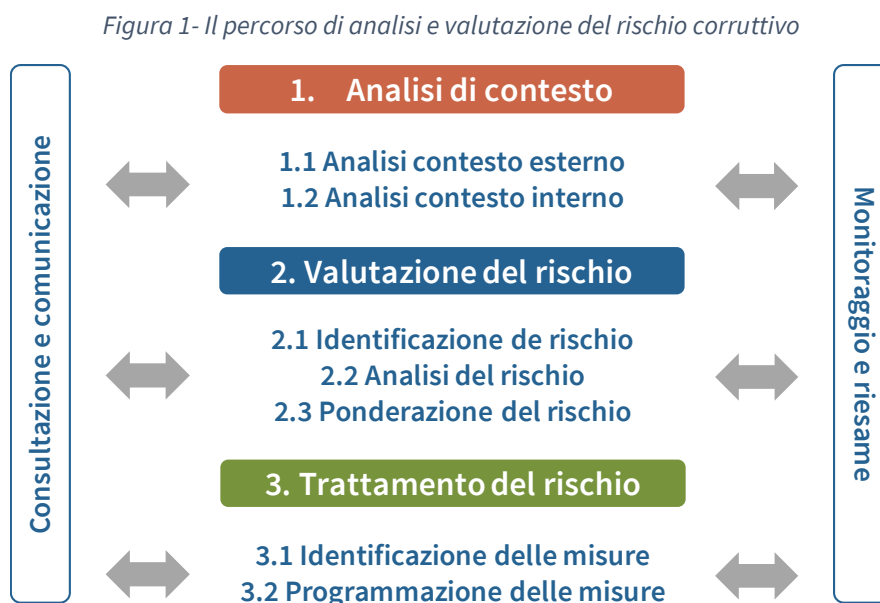 Figura 1- Il percorso di analisi e valutazione del rischio corruttivo
Consultazione e comunicazione
1. Analisi di contesto
1.1 Analisi contesto esterno
1.2 Analisi contesto interno
2. Valutazione del rischio
2.1 Identificazione de rischio
2.2 Analisi del rischio
2.3 Ponderazione del rischio
3. Trattamento del rischio
3.1 Identificazione delle misure
3.2 Programmazione delle misure
Monitoraggio e riesame